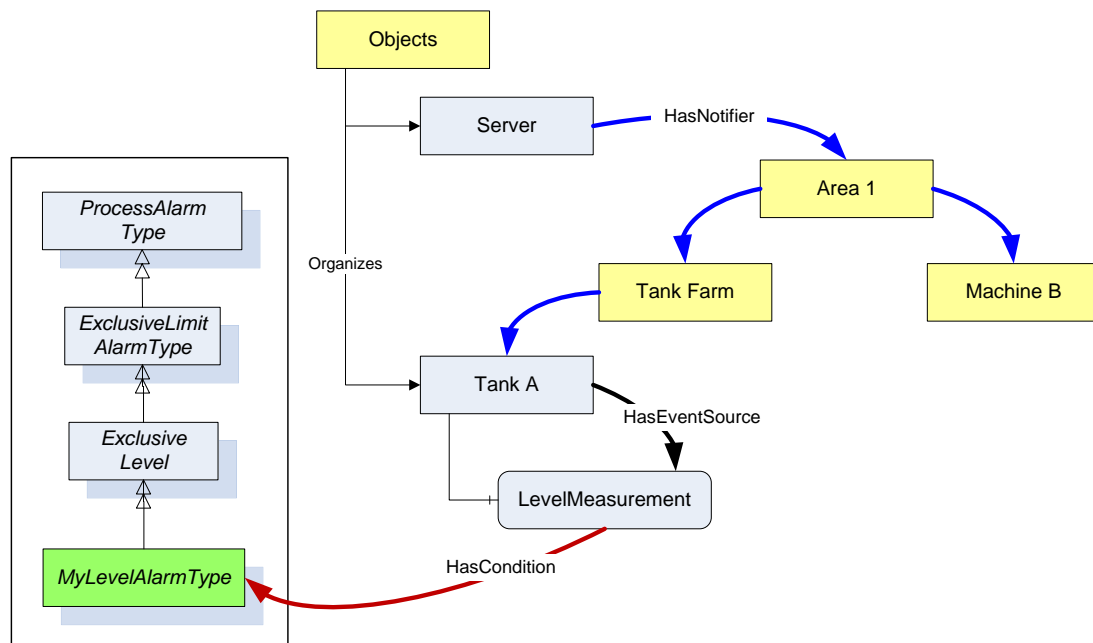 Objects
Server
HasNotifier
Area 1
ProcessAlarm
Type
Organizes
Tank Farm
Machine B
ExclusiveLimit
AlarmType
Tank A
HasEventSource
Exclusive
Level
LevelMeasurement
HasCondition
MyLevelAlarmType